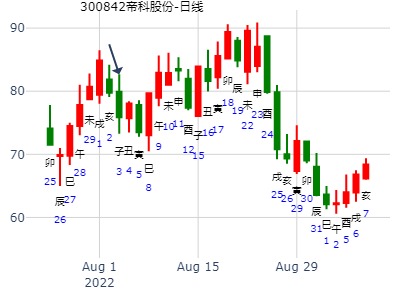 300842帝科股份-日线
90
80
70
60
卯
25
辰
26
巳
27
午
28
未
29
戌
1
亥
2
子
3
丑
4
寅
5
巳
8
午
9
未
10
申
11
酉
12
子
15
丑
16
寅
17
卯
18
辰
19
未
22
申
23
酉
24
戌
25
亥
26
寅
29
卯
30
辰
31
巳
1
午
2
酉
5
戌
6
亥
7
Aug 1
2022
Aug 15
Aug 29